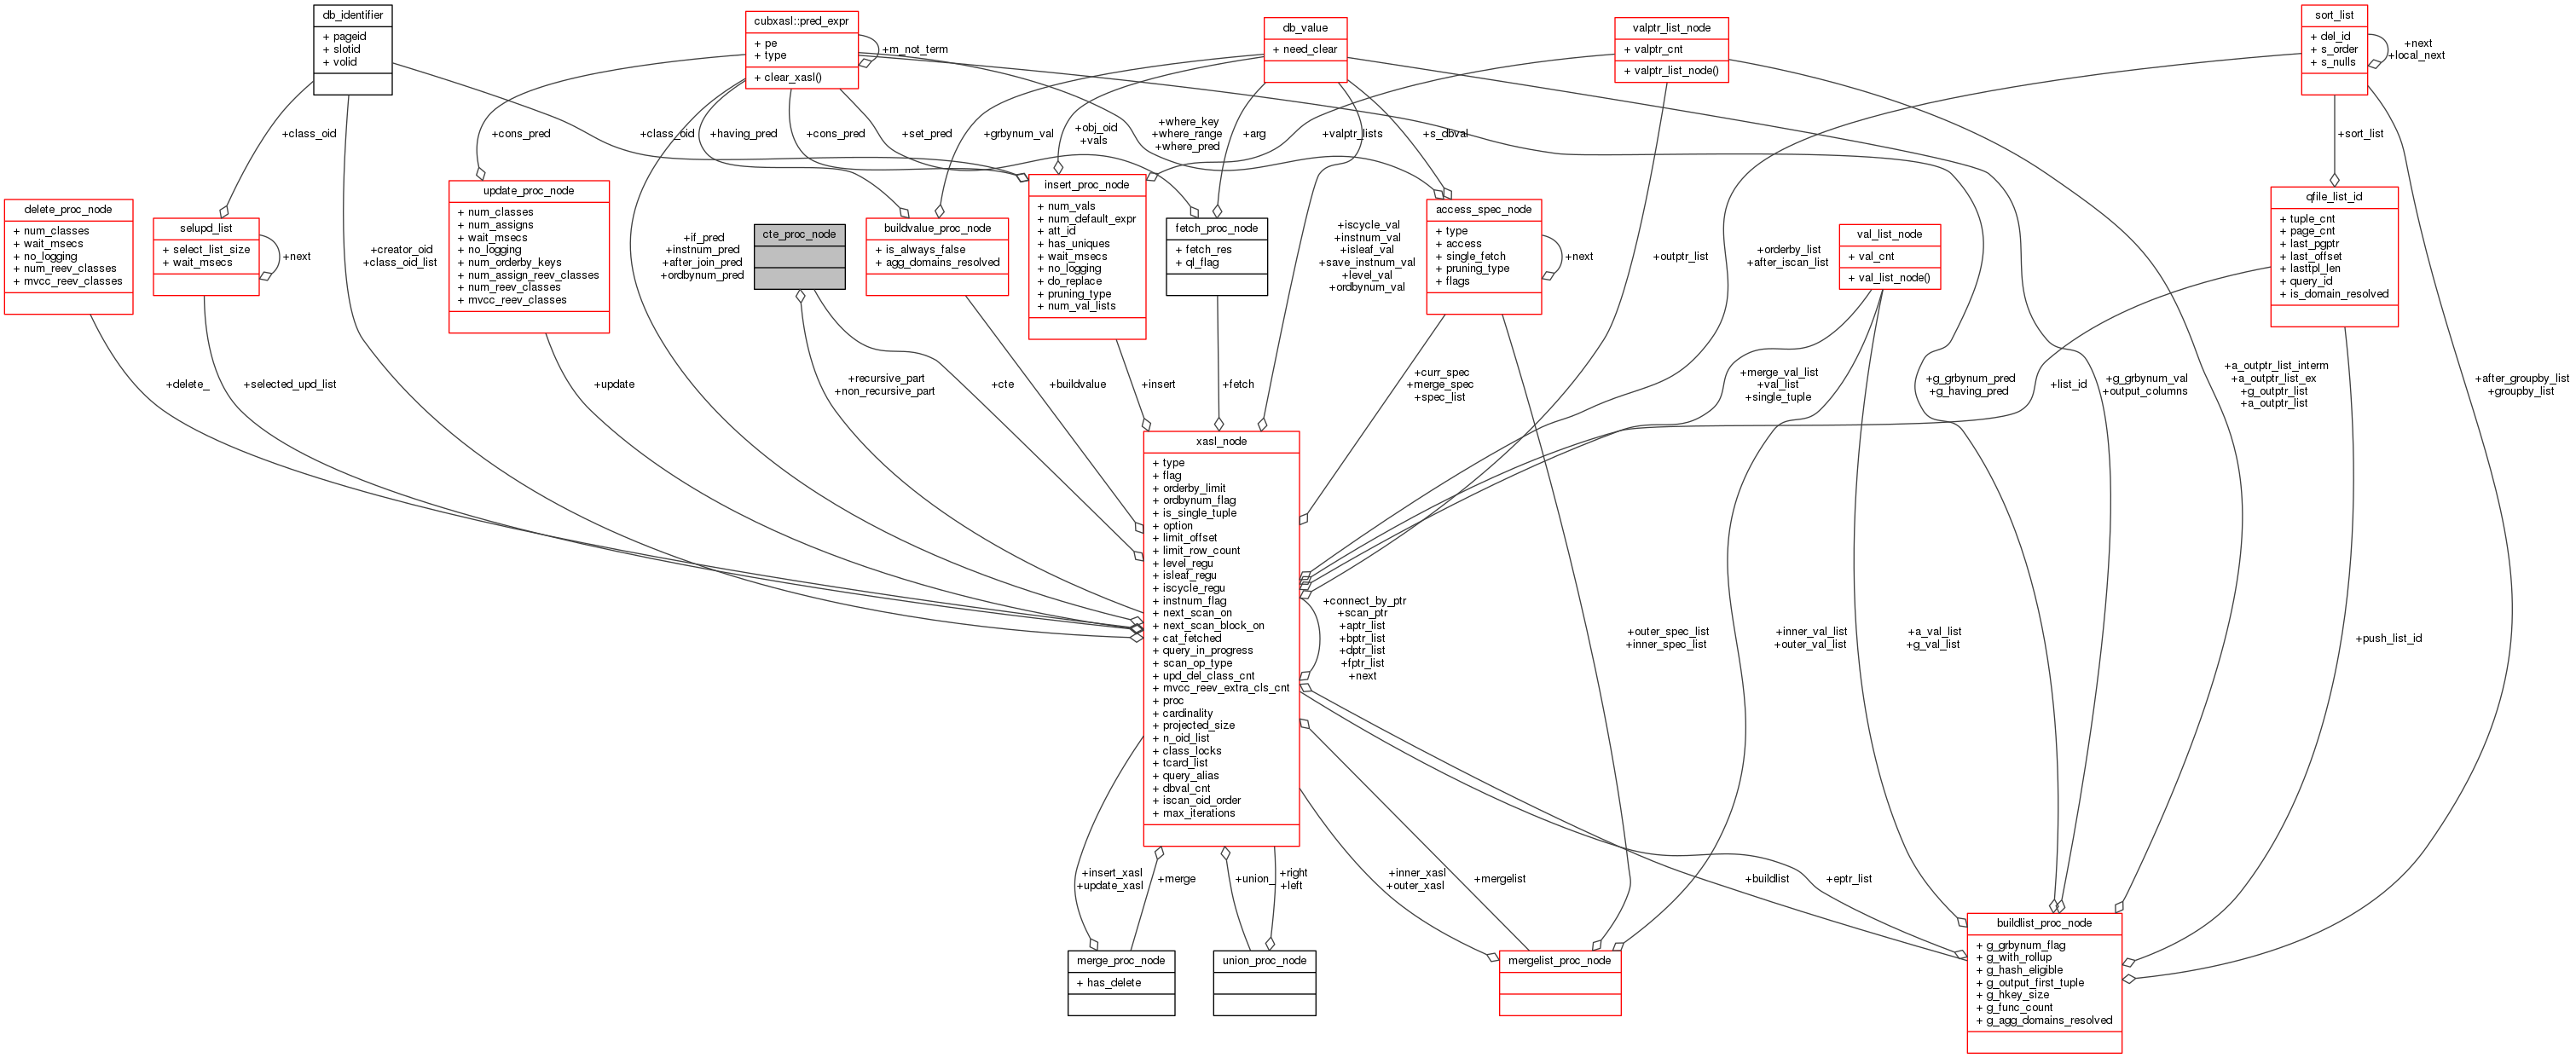 db_identifier
+ pageid
+ slotid
+ volid
cubxasl::pred_expr
+ pe
+ type
+ clear_xasl()
+m_not_term
db_value
+ need_clear
valptr_list_node
+ valptr_cnt
+ valptr_list_node()
sort_list
+ del_id
+ s_order
+ s_nulls
+next
+local_next
+class_oid
+cons_pred
+class_oid
+having_pred
+cons_pred
+set_pred
+grbynum_val
+obj_oid
+vals
+where_key
+where_range
+where_pred
+arg
+valptr_lists
+s_dbval
+sort_list
delete_proc_node
+ num_classes
+ wait_msecs
+ no_logging
+ num_reev_classes
+ mvcc_reev_classes
selupd_list
+ select_list_size
+ wait_msecs
+next
+creator_oid
+class_oid_list
update_proc_node
+ num_classes
+ num_assigns
+ wait_msecs
+ no_logging
+ num_orderby_keys
+ num_assign_reev_classes
+ num_reev_classes
+ mvcc_reev_classes
+if_pred
+instnum_pred
+after_join_pred
+ordbynum_pred
cte_proc_node
buildvalue_proc_node
+ is_always_false
+ agg_domains_resolved
insert_proc_node
+ num_vals
+ num_default_expr
+ att_id
+ has_uniques
+ wait_msecs
+ no_logging
+ do_replace
+ pruning_type
+ num_val_lists
fetch_proc_node
+ fetch_res
+ ql_flag
+iscycle_val
+instnum_val
+isleaf_val
+save_instnum_val
+level_val
+ordbynum_val
access_spec_node
+ type
+ access
+ single_fetch
+ pruning_type
+ flags
+next
+outptr_list
+orderby_list
+after_iscan_list
val_list_node
+ val_cnt
+ val_list_node()
qfile_list_id
+ tuple_cnt
+ page_cnt
+ last_pgptr
+ last_offset
+ lasttpl_len
+ query_id
+ is_domain_resolved
+delete_
+selected_upd_list
+update
+recursive_part
+non_recursive_part
+cte
+buildvalue
+insert
+fetch
+curr_spec
+merge_spec
+spec_list
+merge_val_list
+val_list
+single_tuple
+g_grbynum_pred
+g_having_pred
+list_id
+g_grbynum_val
+output_columns
+a_outptr_list_interm
+a_outptr_list_ex
+g_outptr_list
+a_outptr_list
+after_groupby_list
+groupby_list
xasl_node
+ type
+ flag
+ orderby_limit
+ ordbynum_flag
+ is_single_tuple
+ option
+ limit_offset
+ limit_row_count
+ level_regu
+ isleaf_regu
+ iscycle_regu
+ instnum_flag
+ next_scan_on
+ next_scan_block_on
+ cat_fetched
+ query_in_progress
+ scan_op_type
+ upd_del_class_cnt
+ mvcc_reev_extra_cls_cnt
+ proc
+ cardinality
+ projected_size
+ n_oid_list
+ class_locks
+ tcard_list
+ query_alias
+ dbval_cnt
+ iscan_oid_order
+ max_iterations
+connect_by_ptr
+scan_ptr
+aptr_list
+bptr_list
+dptr_list
+fptr_list
+next
+outer_spec_list
+inner_spec_list
+inner_val_list
+outer_val_list
+a_val_list
+g_val_list
+push_list_id
+insert_xasl
+update_xasl
+merge
+union_
+right
+left
+inner_xasl
+outer_xasl
+mergelist
+buildlist
+eptr_list
merge_proc_node
+ has_delete
union_proc_node
mergelist_proc_node
buildlist_proc_node
+ g_grbynum_flag
+ g_with_rollup
+ g_hash_eligible
+ g_output_first_tuple
+ g_hkey_size
+ g_func_count
+ g_agg_domains_resolved